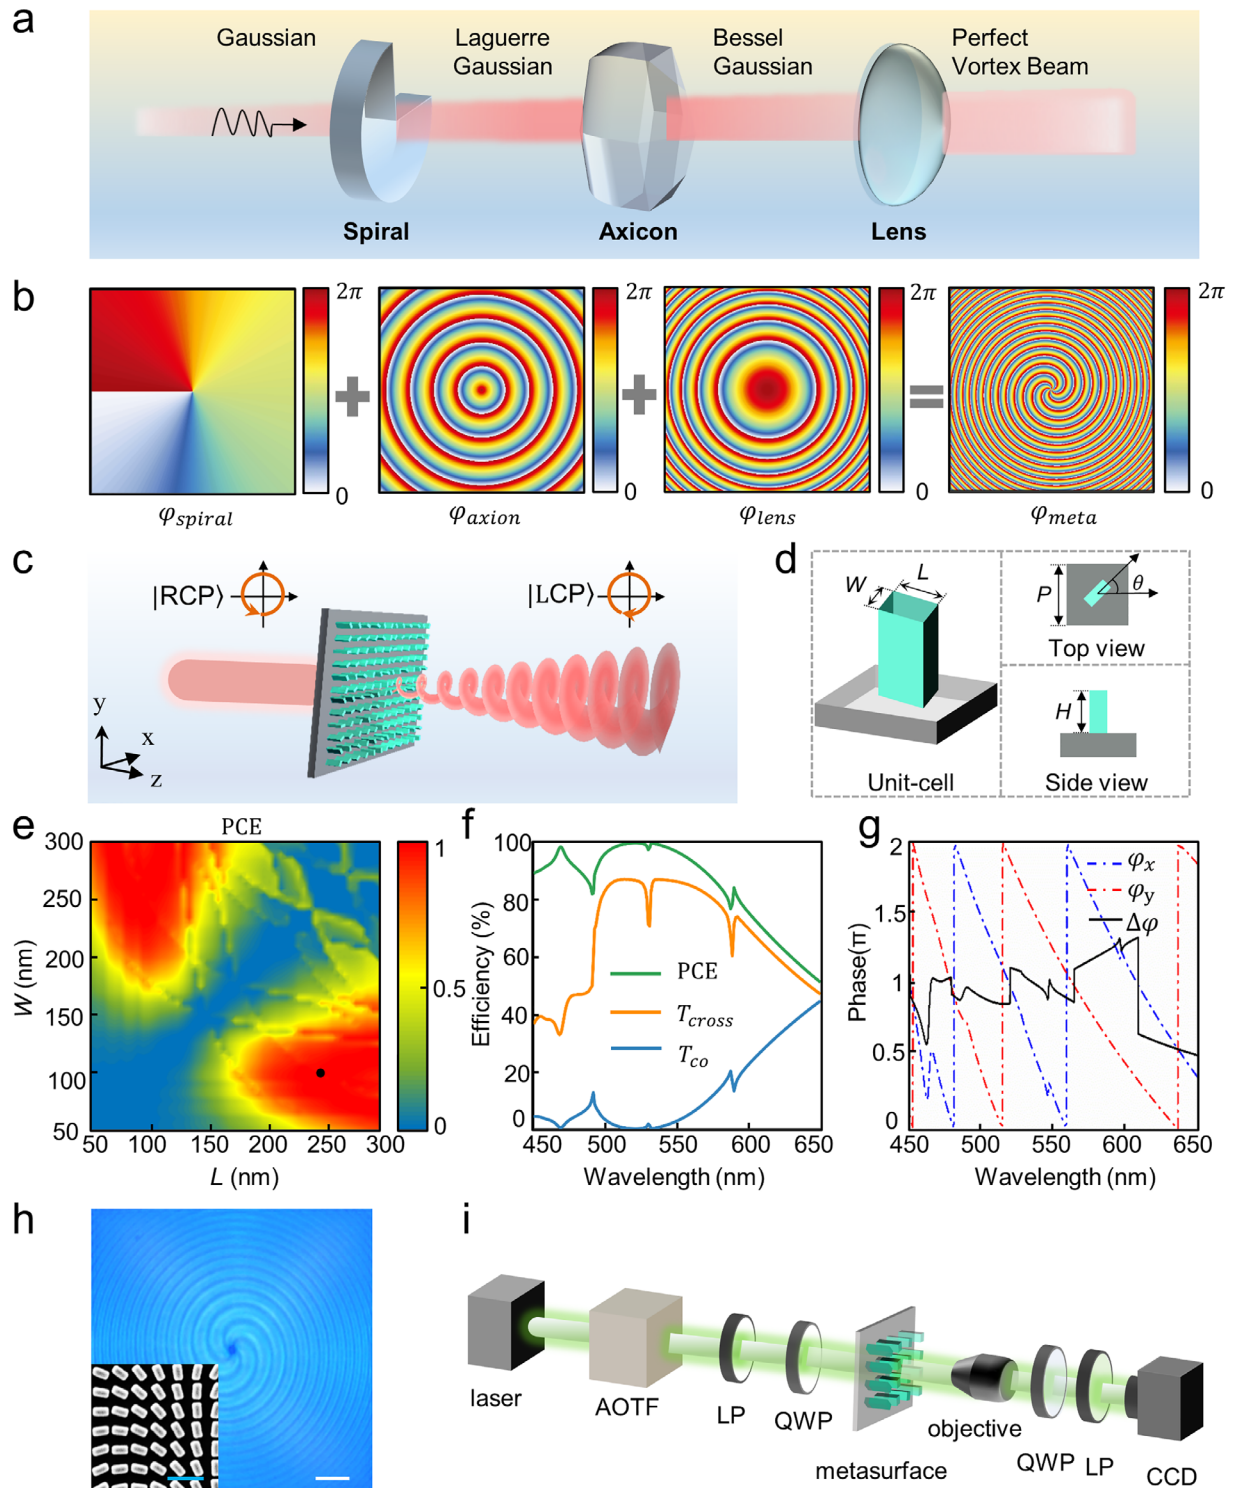 a
Gaussian
Laguerre
Gaussian
Bessel
Gaussian
Perfect
Vortex Beam
Spiral
Axicon
Lens
b
2π
0
φspiral
2π
0
φaxion
2π
0
φlens
2π
0
φmeta
c
|RCP⟩
|LCP⟩
y
x
z
d
W
L
Unit-cell
P
θ
Top view
H
Side view
e
PCE
300
250
200
150
100
50
W (nm)
50
100
150
200
250
300
L (nm)
1
0.5
0
f
100
80
60
40
20
0
Efficiency (%)
PCE
Tcross
Tco
450
500
550
600
650
Wavelength (nm)
g
2
1.5
1
0.5
0
Phase(π)
φx
φy
Δφ
450
500
550
600
650
Wavelength (nm)
h
i
laser
AOTF
LP
QWP
metasurface
objective
QWP
LP
CCD